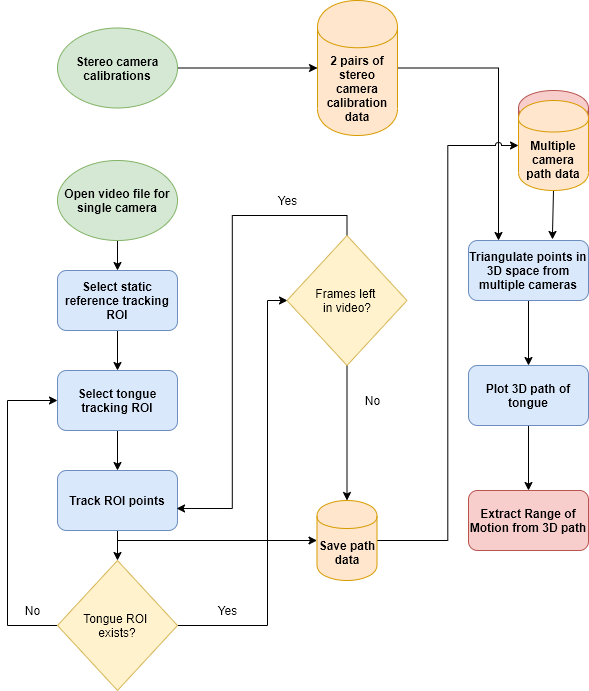 Stereo camera
calibrations
2 pairs of
stereo
camera
calibration
data
Multiple
camera
path data
Open video file for
single camera
Yes
Select static
reference tracking
ROI
Frames left
in video?
Triangulate points in
3D space from
multiple cameras
Select tongue
tracking ROI
No
Plot 3D path of
tongue
Track ROI points
Save path
data
Extract Range of
Motion from 3D path
No
Tongue ROI
exists?
Yes